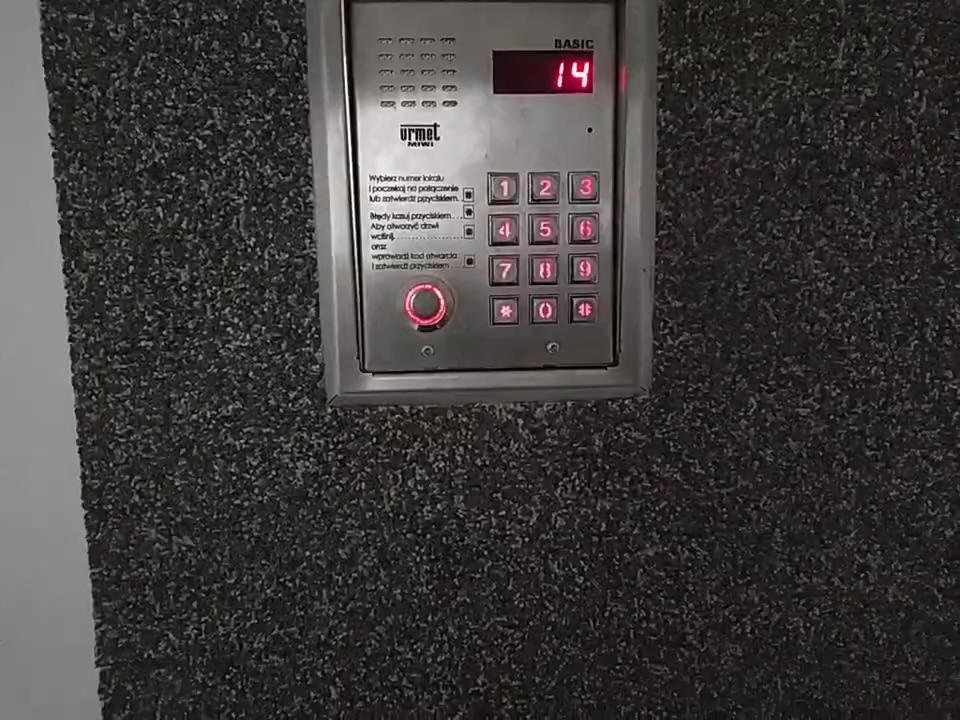 BASIC
14
urmet
MIWI
Wybierz numer lokalu
i poczekaj na połączenie
lub zatwierdź przyciskiem.
Błędy kasuj przyciskiem...
Aby otworzyć drzwi
wciśnij
oraz
wprowadź kod otwarcia
i zatwierdź przyciskiem
1 2 3
4 5 6
7 8 9
* 0 #